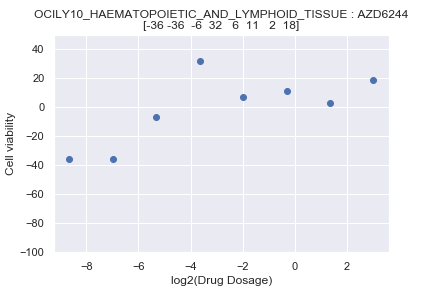 OCILY10_HAEMATOPOIETIC_AND_LYMPHOID_TISSUE : AZD6244
[-36 -36  -6  32   6  11   2  18]
40
20
0
−20
−40
−60
−80
−100
Cell viability
−8 −6 −4 −2 0 2
log2(Drug Dosage)